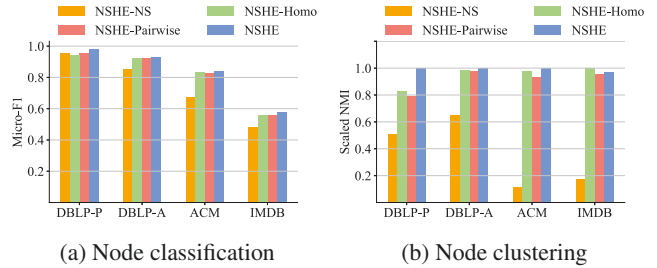 NSHE-NS NSHE-Homo
NSHE-Pairwise NSHE
Micro-F1
1.0
0.8
0.6
0.4
0.2
DBLP-P DBLP-A ACM IMDB
(a) Node classification
NSHE-NS NSHE-Homo
NSHE-Pairwise NSHE
Scaled NMI
1.0
0.8
0.6
0.4
0.2
DBLP-P DBLP-A ACM IMDB
(b) Node clustering